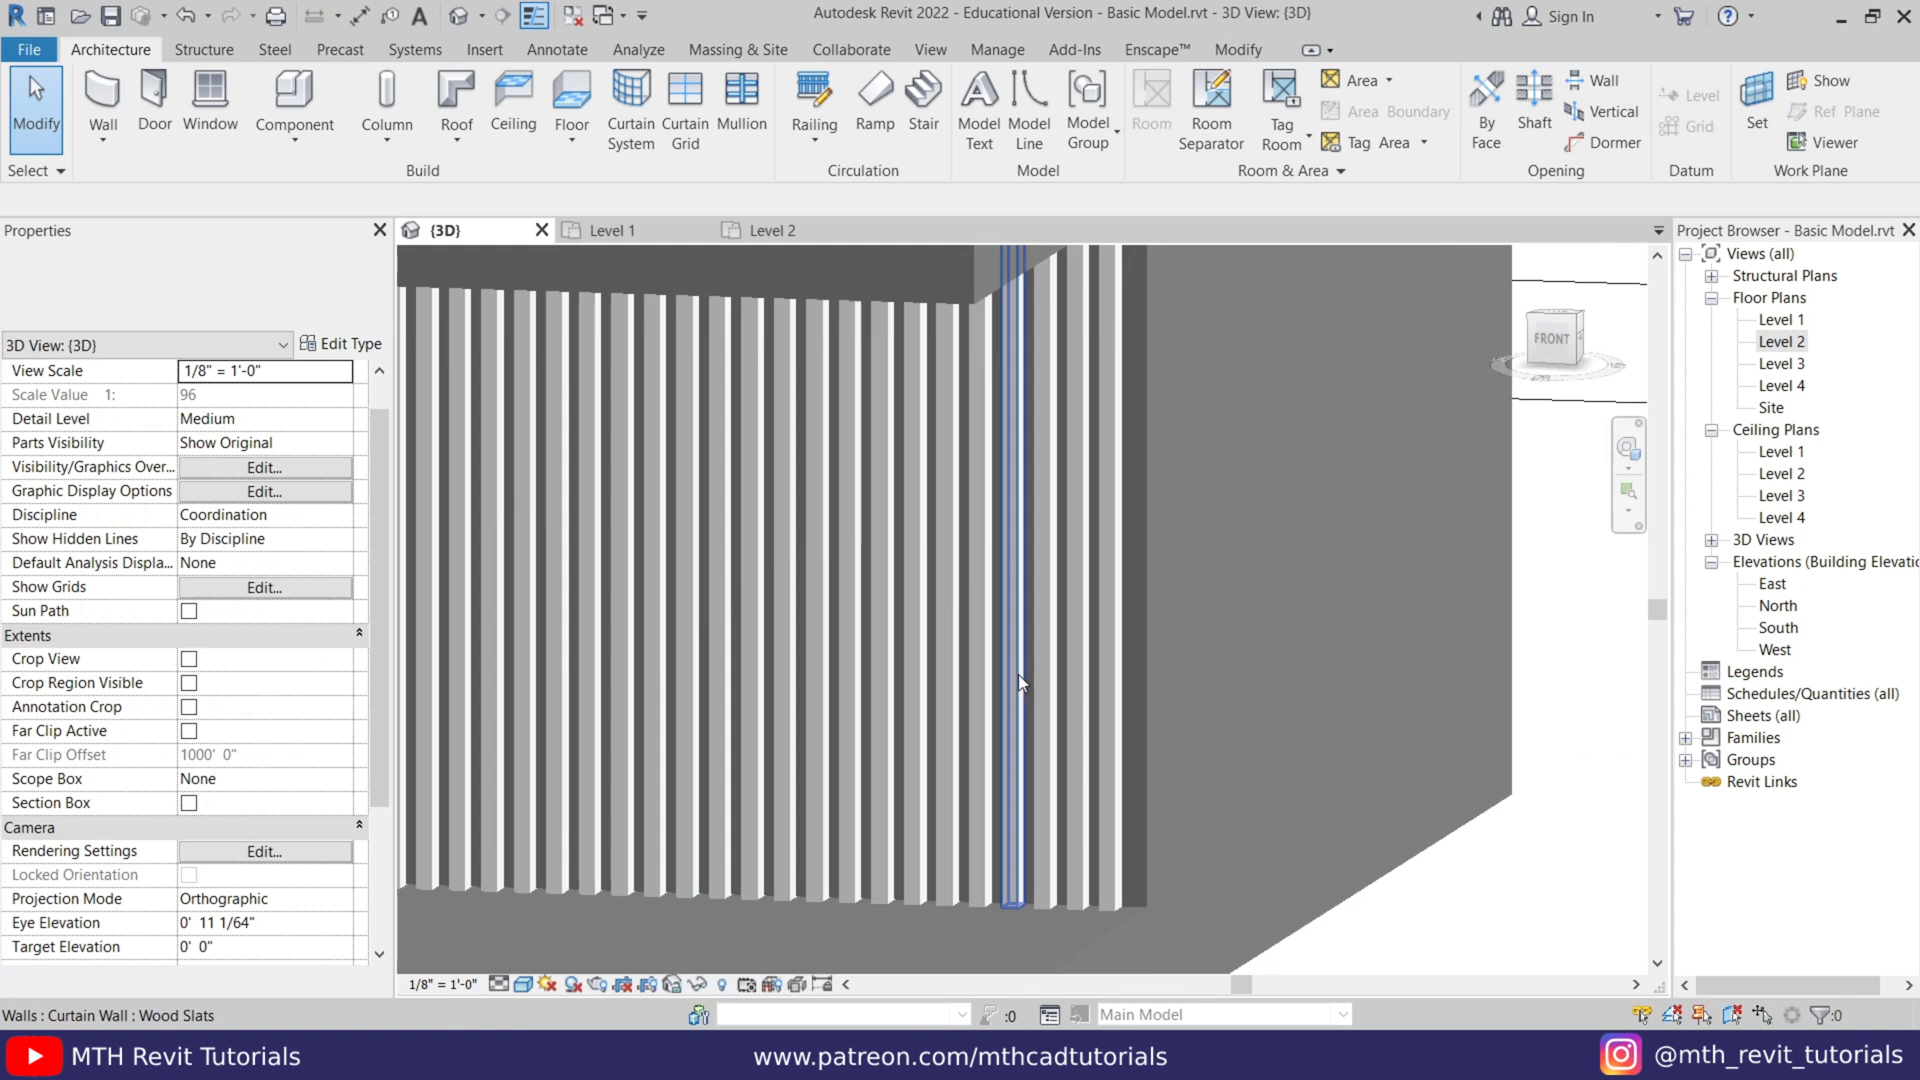 Autodesk Revit 2022 - Educational Version - Basic Model.rvt - 3D View: {3D}
Sign In
File Architecture Structure Steel Precast Systems Insert Annotate Analyze Massing & Site Collaborate View Manage Add-Ins Enscape™ Modify
Modify Wall Door Window Component Column Roof Ceiling Floor Curtain System Curtain Grid Mullion Railing Ramp Stair Model Text Model Line Model Group Room Room Separator Tag Room Area Area Boundary Tag Area By Face Shaft Wall Vertical Dormer Level Grid Set Show Ref Plane Viewer
Select Build Circulation Model Room & Area Opening Datum Work Plane
Properties
{3D} Level 1 Level 2
Project Browser - Basic Model.rvt
3D View: {3D} Edit Type
View Scale 1/8" = 1'-0"
Scale Value 1: 96
Detail Level Medium
Parts Visibility Show Original
Visibility/Graphics Over... Edit...
Graphic Display Options Edit...
Discipline Coordination
Show Hidden Lines By Discipline
Default Analysis Displa... None
Show Grids Edit...
Sun Path
Extents
Crop View
Crop Region Visible
Annotation Crop
Far Clip Active
Far Clip Offset 1000' 0"
Scope Box None
Section Box
Camera
Rendering Settings Edit...
Locked Orientation
Projection Mode Orthographic
Eye Elevation 0' 11 1/64"
Target Elevation 0' 0"
FRONT
Views (all)
Structural Plans
Floor Plans
Level 1
Level 2
Level 3
Level 4
Site
Ceiling Plans
Level 1
Level 2
Level 3
Level 4
3D Views
Elevations (Building Elevatio
East
North
South
West
Legends
Schedules/Quantities (all)
Sheets (all)
Families
Groups
Revit Links
1/8" = 1'-0"
Walls : Curtain Wall : Wood Slats
:0
Main Model
:0
MTH Revit Tutorials
www.patreon.com/mthcadtutorials
@mth_revit_tutorials